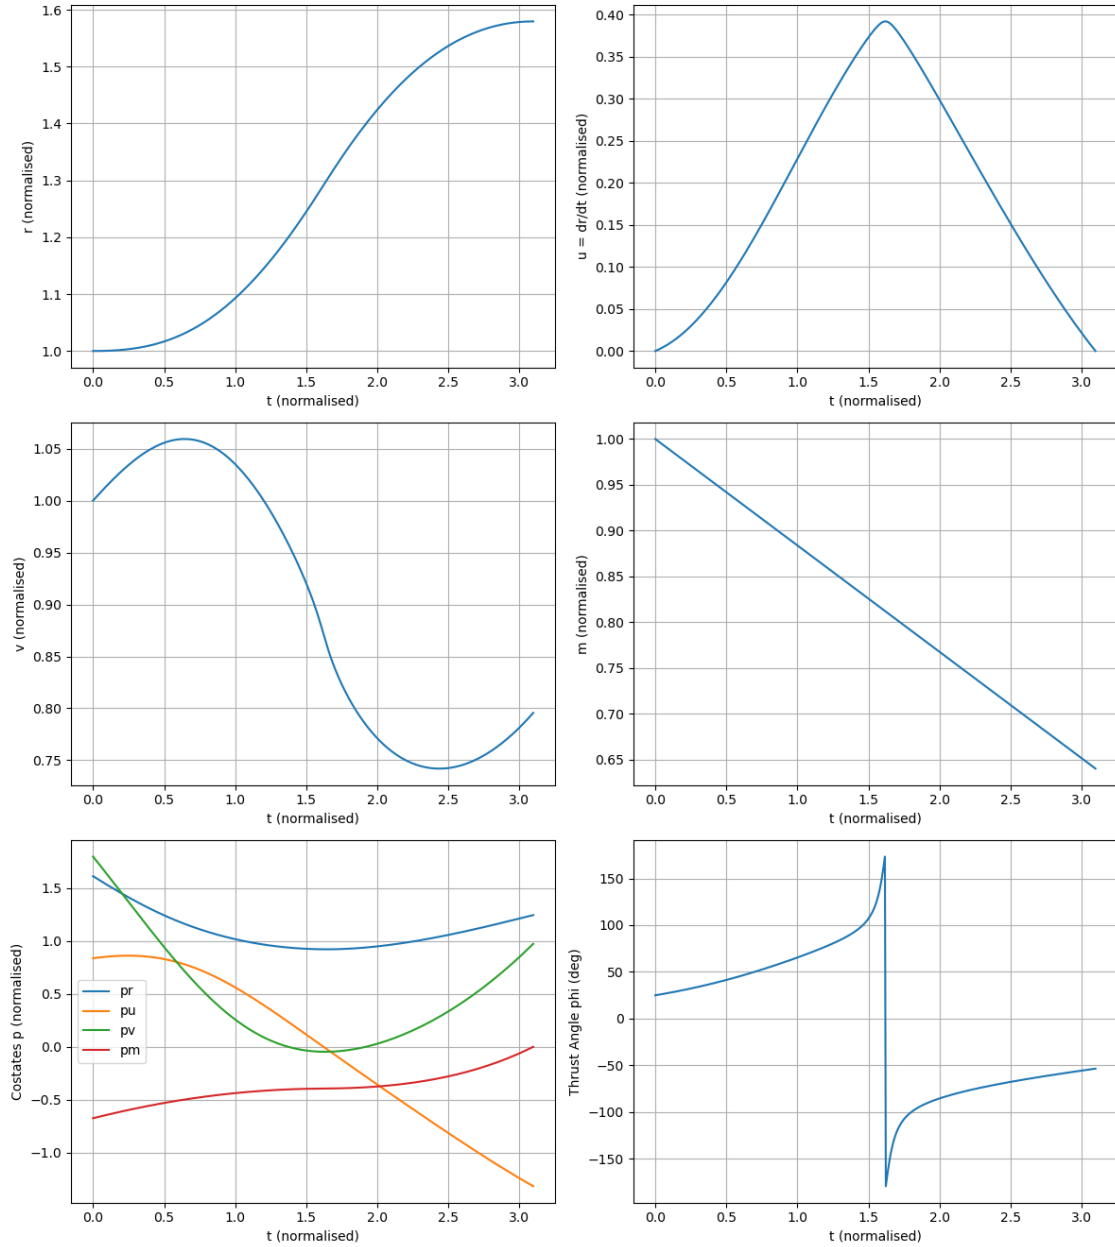 r (normalised)
1.6
1.5
1.4
1.3
1.2
1.1
1.0
0.0 0.5 1.0 1.5 2.0 2.5 3.0
t (normalised)
u = dr/dt (normalised)
0.40
0.35
0.30
0.25
0.20
0.15
0.10
0.05
0.00
0.0 0.5 1.0 1.5 2.0 2.5 3.0
t (normalised)
v (normalised)
1.05
1.00
0.95
0.90
0.85
0.80
0.75
0.0 0.5 1.0 1.5 2.0 2.5 3.0
t (normalised)
m (normalised)
1.00
0.95
0.90
0.85
0.80
0.75
0.70
0.65
0.0 0.5 1.0 1.5 2.0 2.5 3.0
t (normalised)
Costates p (normalised)
1.5
1.0
0.5
0.0
−0.5
−1.0
pr
pu
pv
pm
0.0 0.5 1.0 1.5 2.0 2.5 3.0
t (normalised)
Thrust Angle phi (deg)
150
100
50
0
−50
−100
−150
0.0 0.5 1.0 1.5 2.0 2.5 3.0
t (normalised)